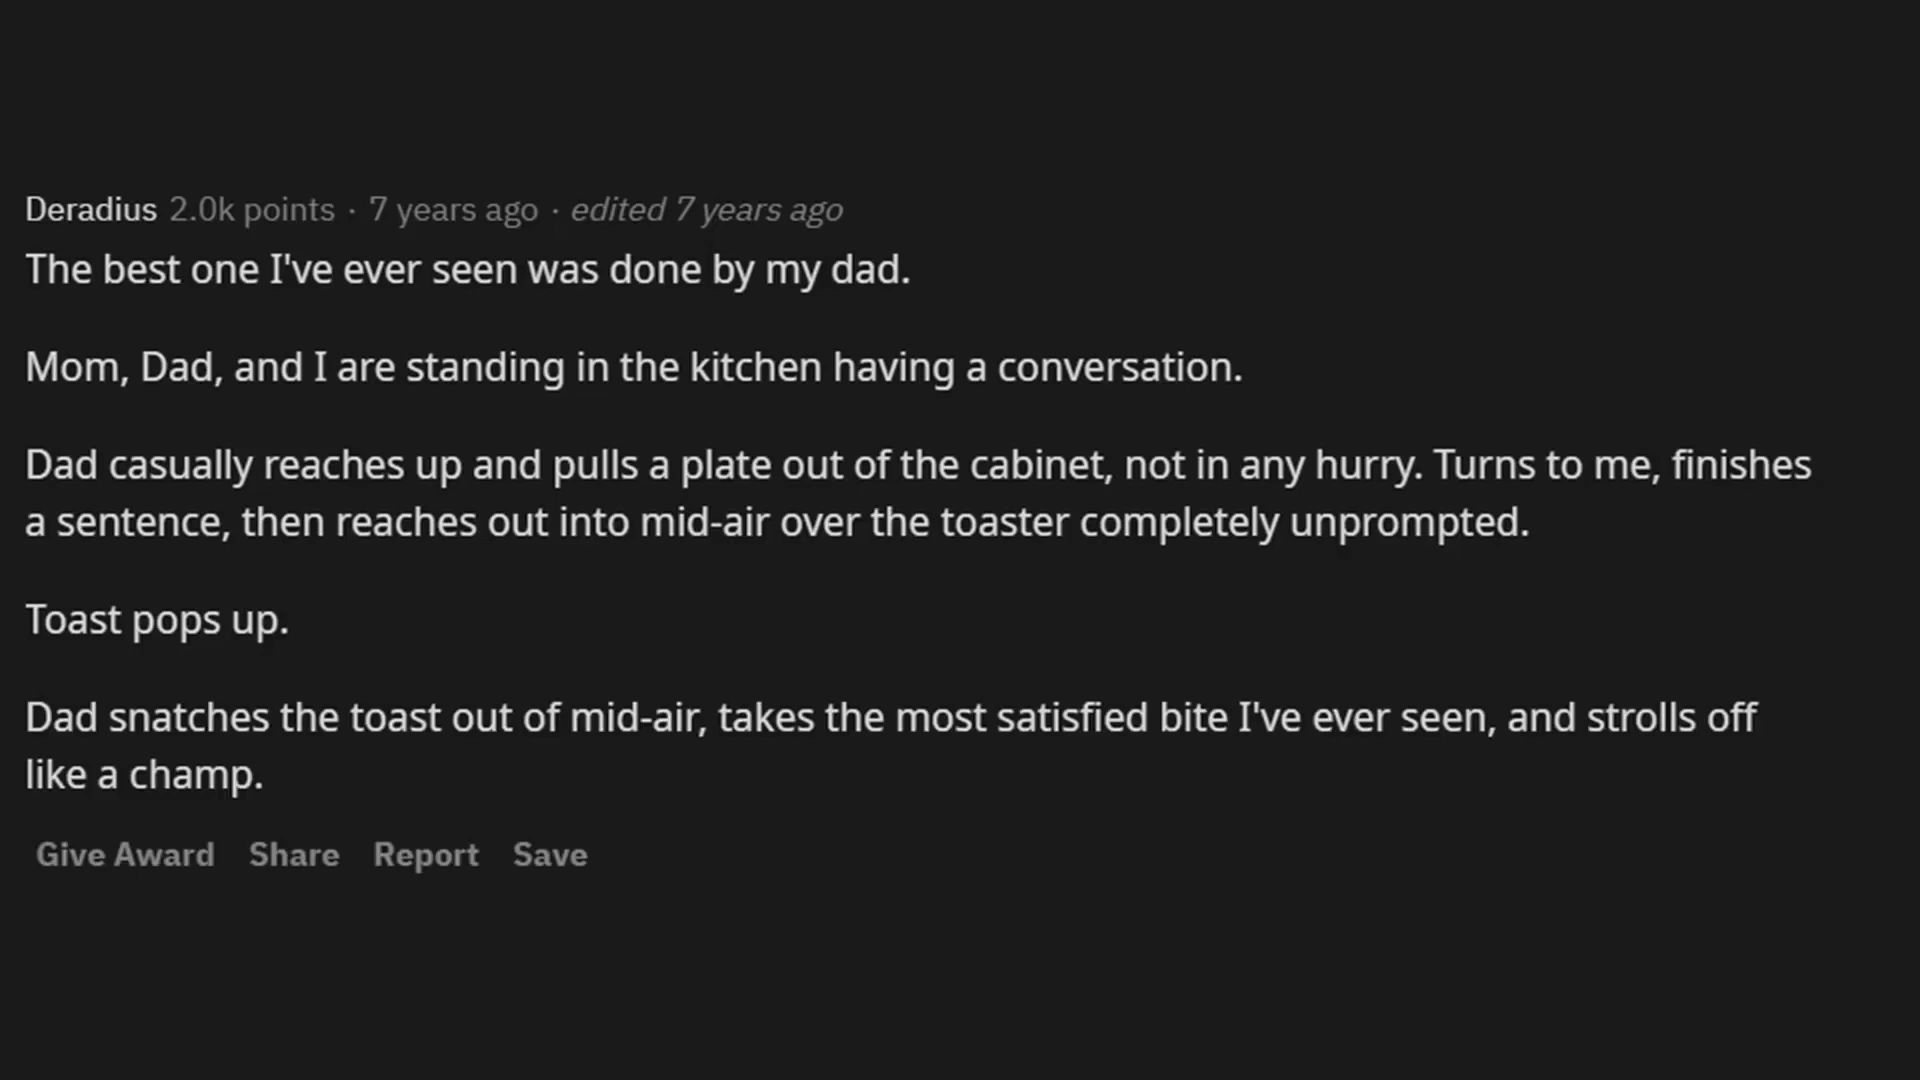 Deradius 2.0k points · 7 years ago · edited 7 years ago
The best one I've ever seen was done by my dad.
Mom, Dad, and I are standing in the kitchen having a conversation.
Dad casually reaches up and pulls a plate out of the cabinet, not in any hurry. Turns to me, finishes
a sentence, then reaches out into mid-air over the toaster completely unprompted.
Toast pops up.
Dad snatches the toast out of mid-air, takes the most satisfied bite I've ever seen, and strolls off
like a champ.
Give Award Share Report Save